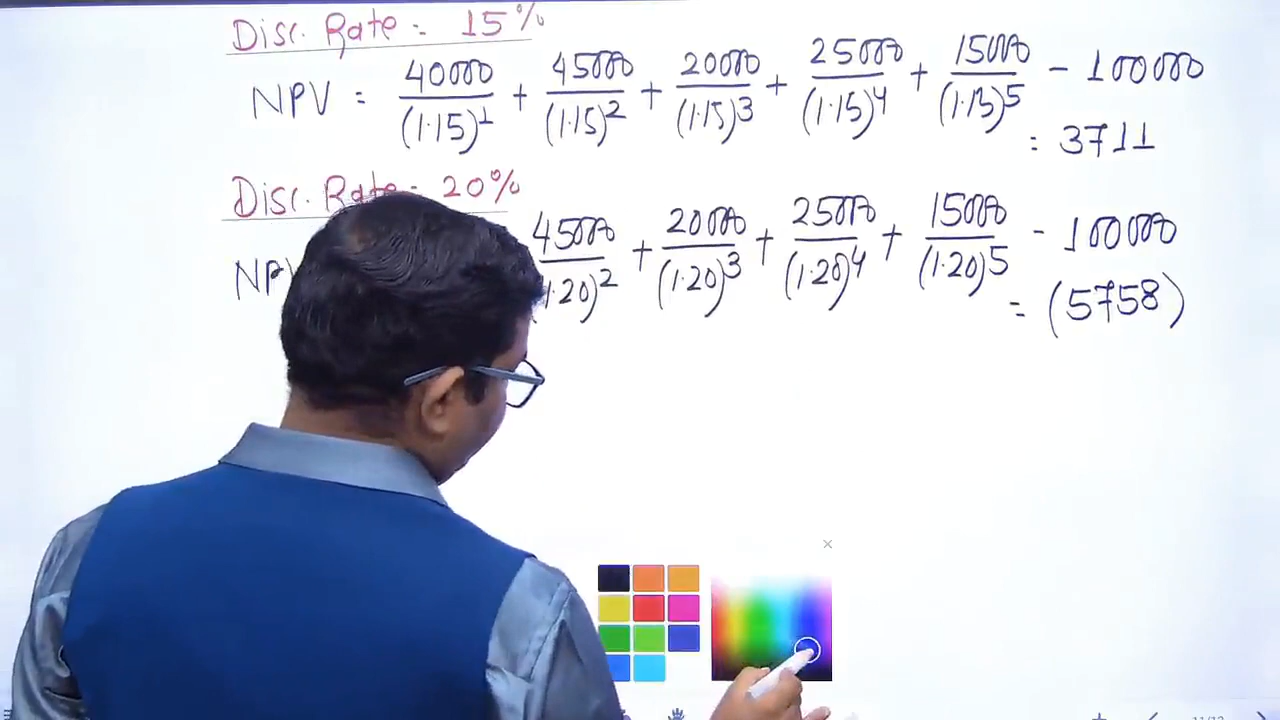 Disc. Rate = 15%
NPV = 40000/(1.15)^1 + 45000/(1.15)^2 + 20000/(1.15)^3 + 25000/(1.15)^4 + 15000/(1.15)^5 - 100000
= 3711
Disc. Rate = 20%
NPV 45000/(1.20)^2 + 20000/(1.20)^3 + 25000/(1.20)^4 + 15000/(1.20)^5 - 100000
= (5758)